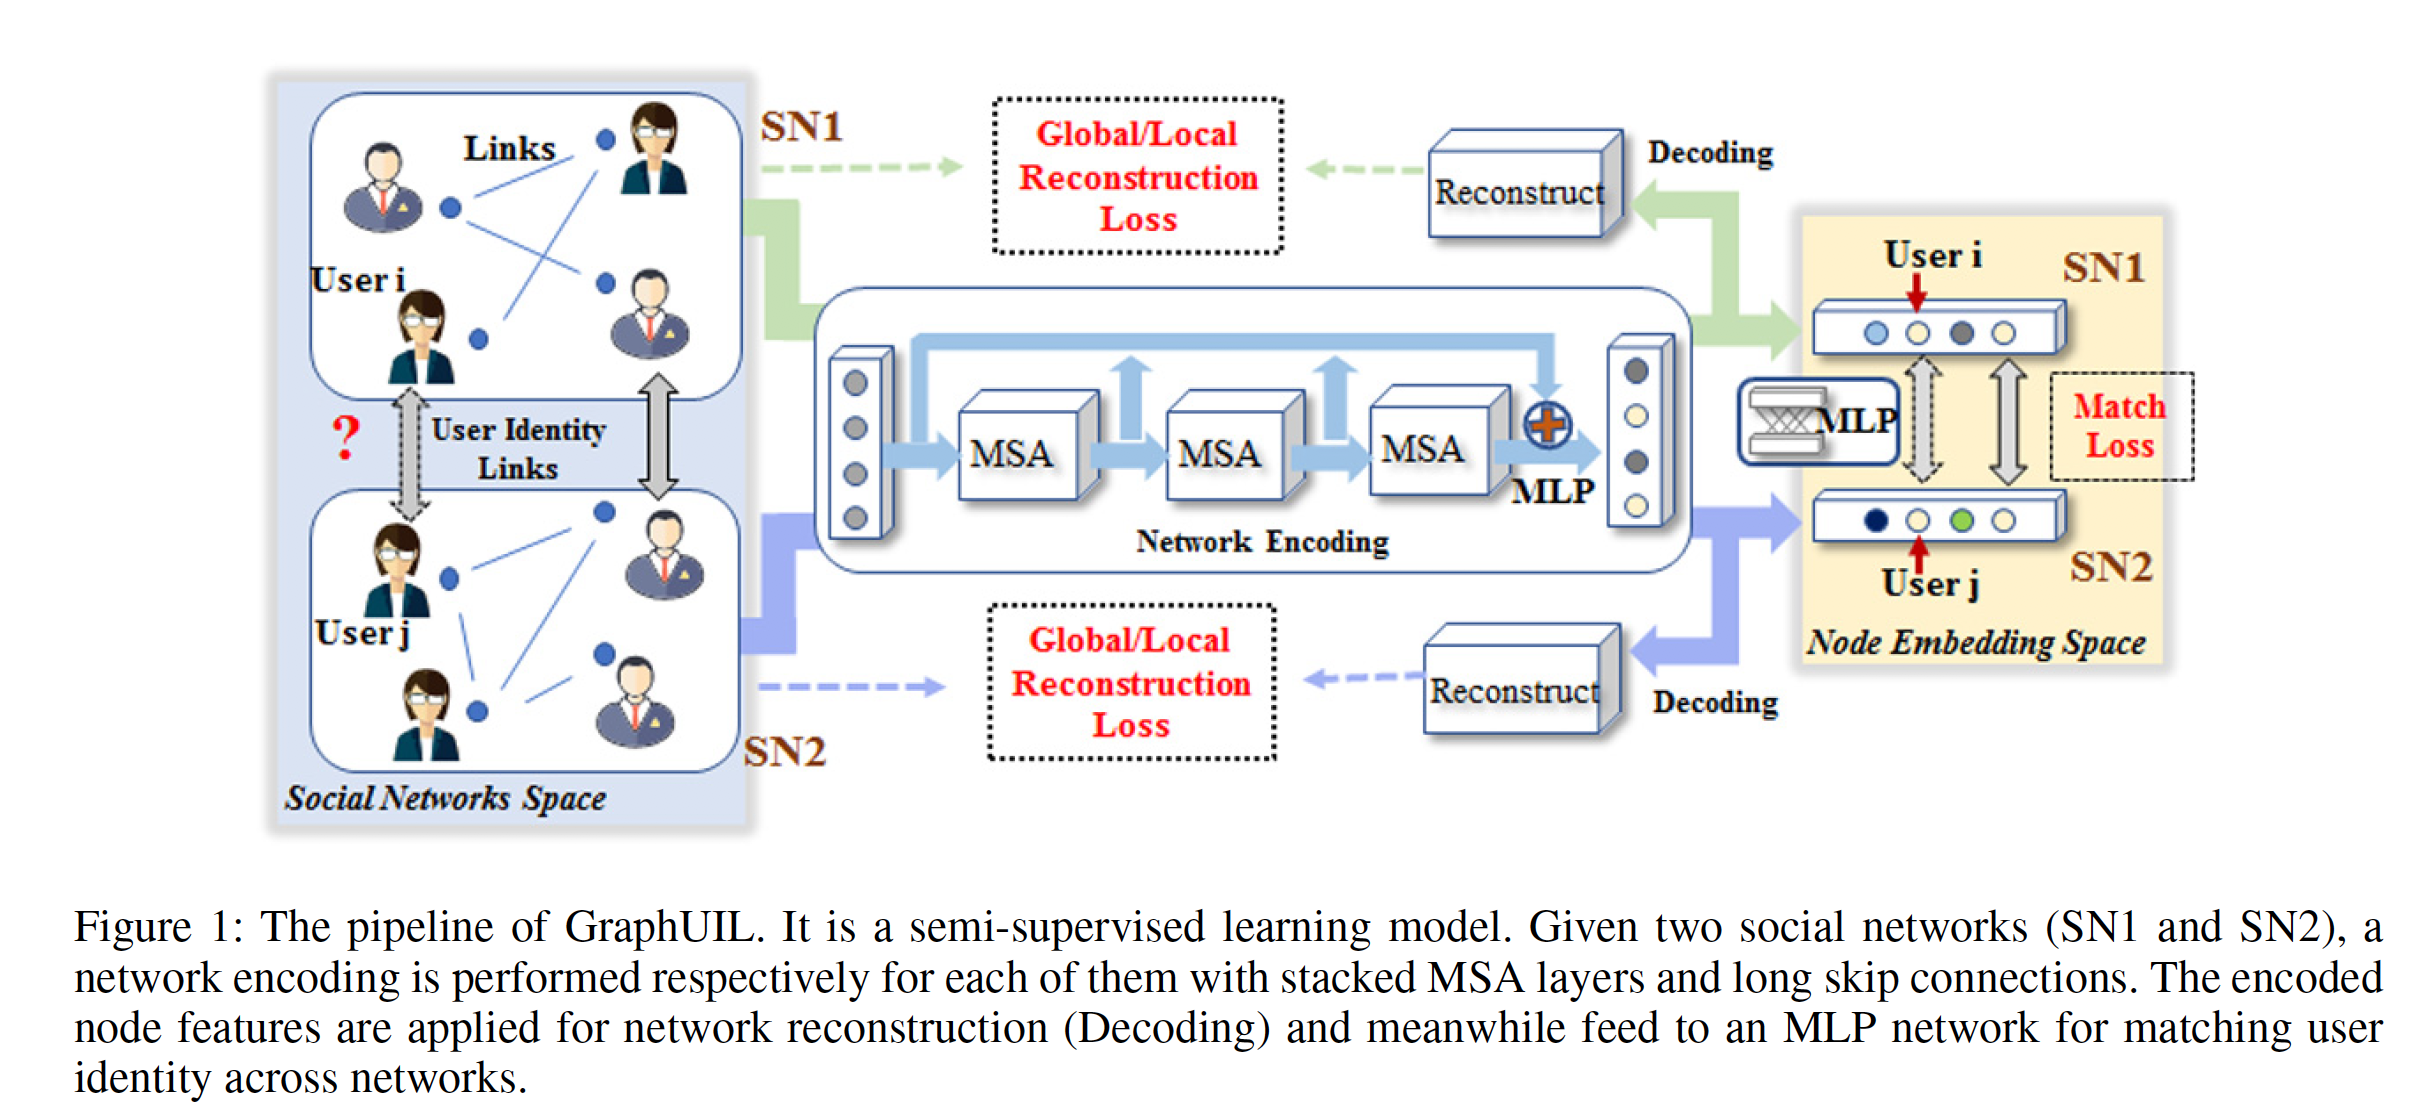 SN1
Links
User i
?
User Identity
Links
User j
SN2
Social Networks Space
Global/Local
Reconstruction
Loss
Reconstruct
Decoding
MSA
MSA
MSA
MLP
Network Encoding
Global/Local
Reconstruction
Loss
Reconstruct
Decoding
User i
SN1
MLP
Match
Loss
User j
SN2
Node Embedding Space
Figure 1: The pipeline of GraphUIL. It is a semi-supervised learning model. Given two social networks (SN1 and SN2), a
network encoding is performed respectively for each of them with stacked MSA layers and long skip connections. The encoded
node features are applied for network reconstruction (Decoding) and meanwhile feed to an MLP network for matching user
identity across networks.